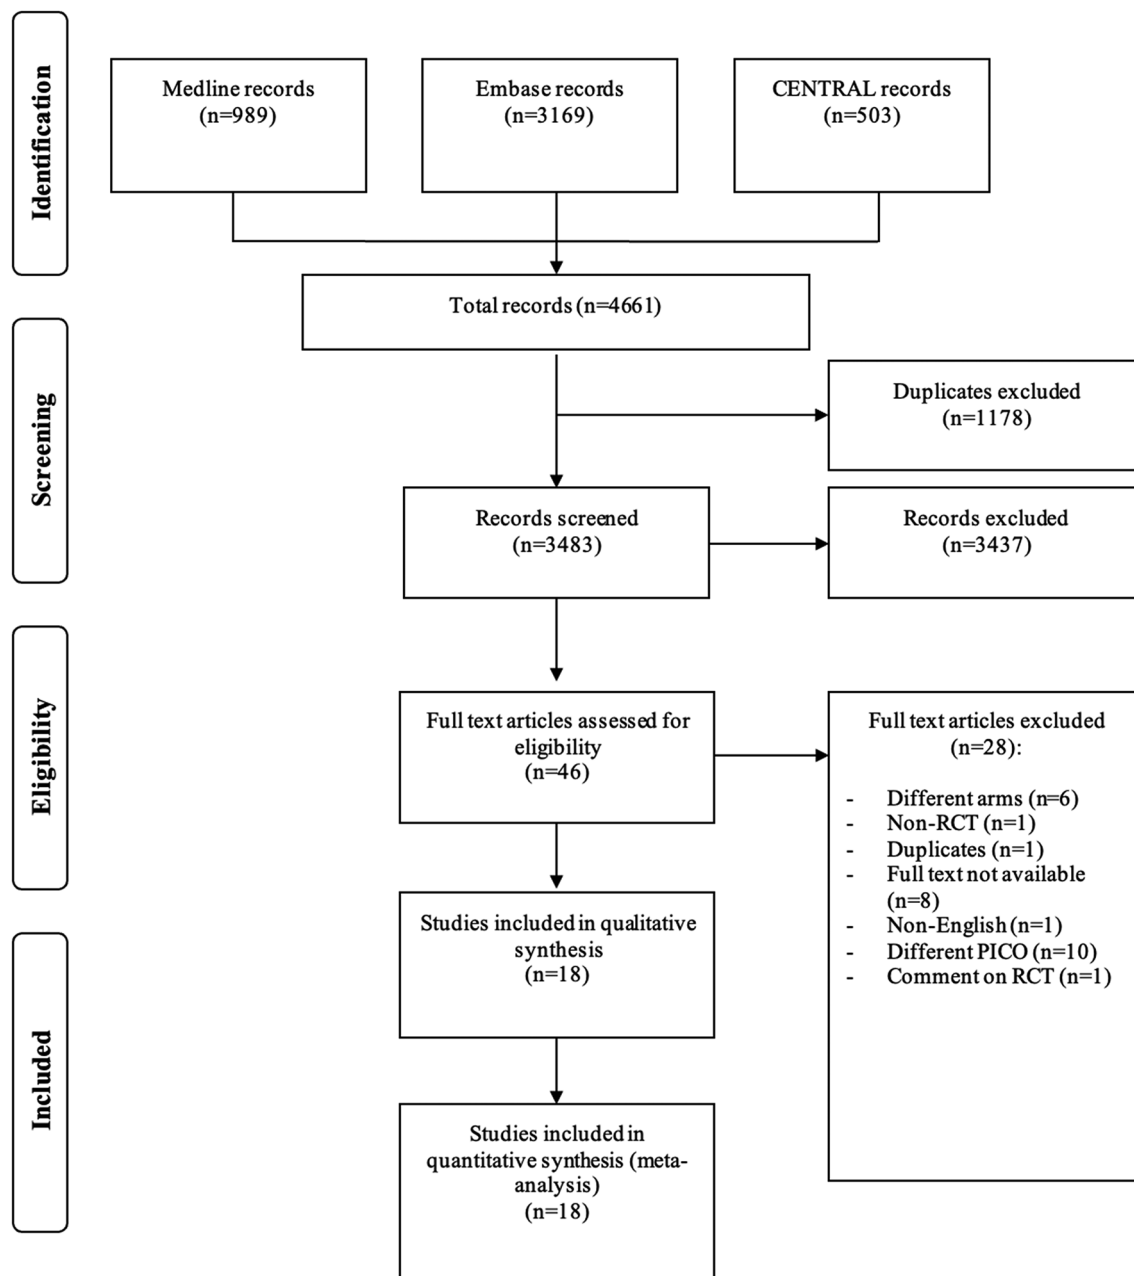 Identification
Medline records
(n=989)
Embase records
(n=3169)
CENTRAL records
(n=503)
Total records (n=4661)
Screening
Duplicates excluded
(n=1178)
Records screened
(n=3483)
Records excluded
(n=3437)
Eligibility
Full text articles assessed for
eligibility
(n=46)
Full text articles excluded
(n=28):
- Different arms (n=6)
- Non-RCT (n=1)
- Duplicates (n=1)
- Full text not available
(n=8)
- Non-English (n=1)
- Different PICO (n=10)
- Comment on RCT (n=1)
Studies included in qualitative
synthesis
(n=18)
Included
Studies included in
quantitative synthesis (meta-
analysis)
(n=18)